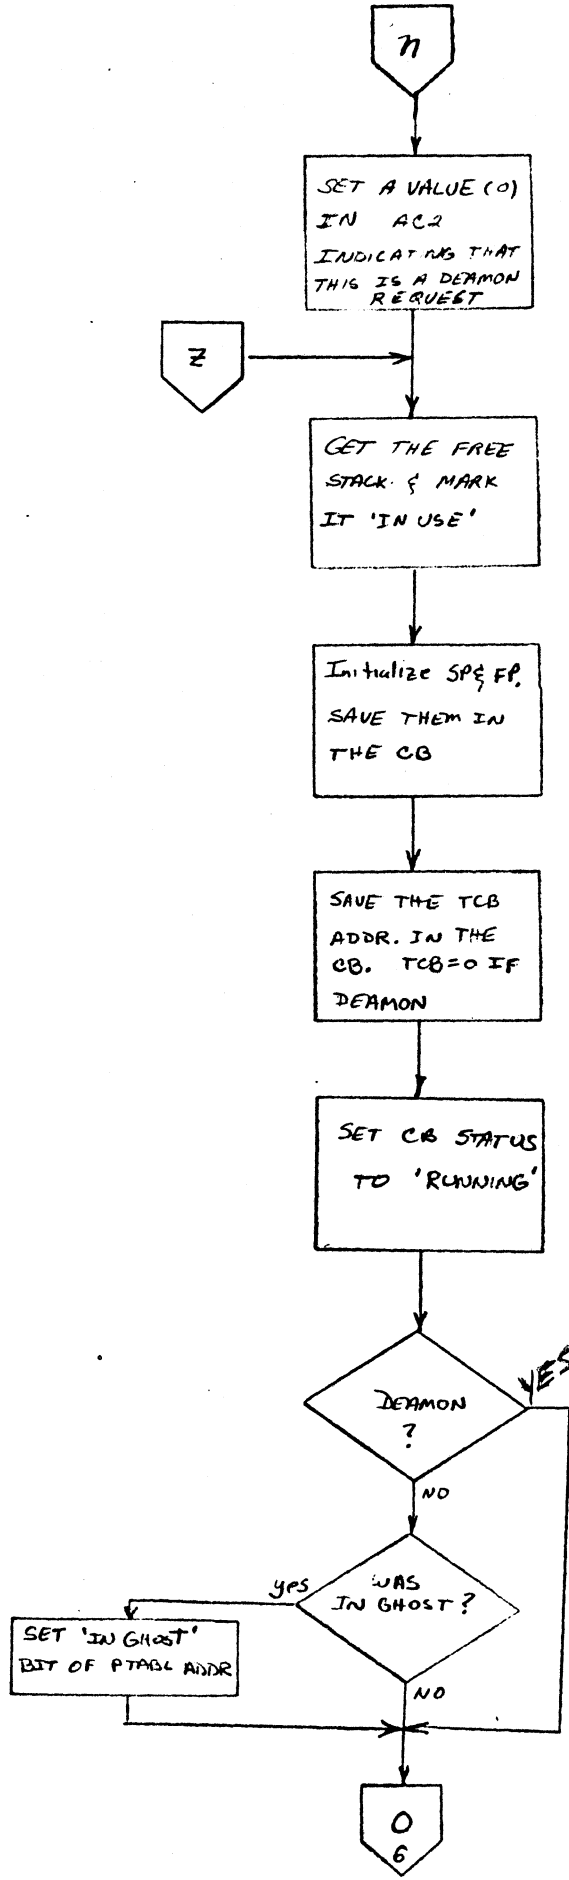 n
SET A VALUE (0)
IN AC2
INDICATING THAT
THIS IS A DEAMON
REQUEST
Z
GET THE FREE
STACK & MARK
IT 'IN USE'
Initialize SP & FP.
SAVE THEM IN
THE CB
SAVE THE TCB
ADDR. IN THE
CB. TCB=0 IF
DEAMON
SET CB STATUS
TO 'RUNNING'
YES
DEAMON
?
NO
WAS
IN GHOST?
yes
SET 'IN GHOST'
BIT OF PTABL ADDR
NO
O
6